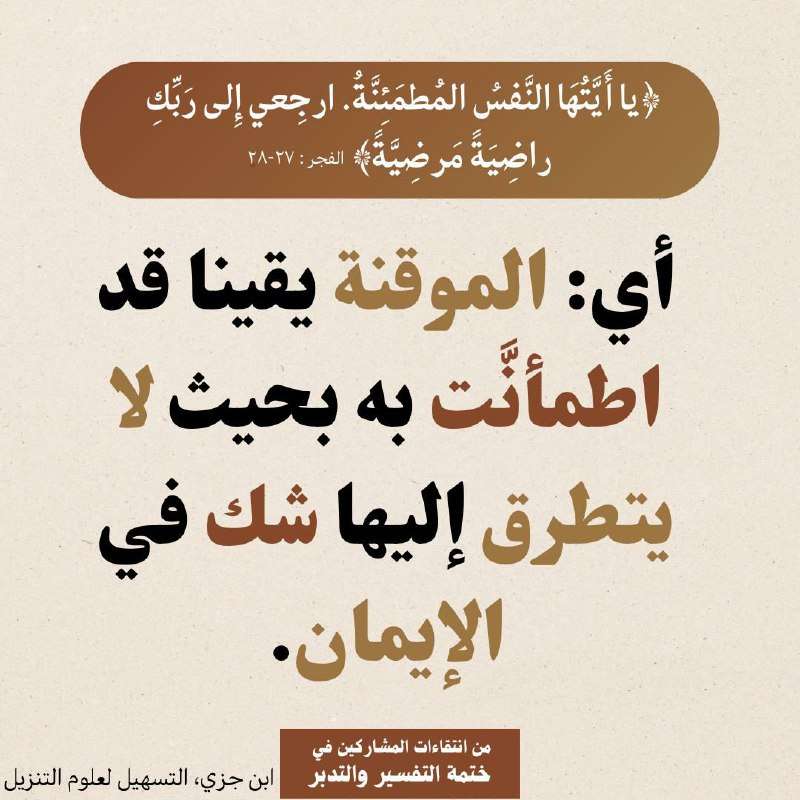 ﴿يا أَيَّتُهَا النَّفسُ المُطمَئِنَّةُ. ارجِعي إِلى رَبِّكِ
راضِيَةً مَرضِيَّةً﴾ الفجر: ٢٧-٢٨
أي: الموقنة يقينا قد
اطمأنَّت به بحيث لا
يتطرق إليها شك في
الإيمان.
من انتقاءات المشاركين في
ختمة التفسير والتدبر
ابن جزي، التسهيل لعلوم التنزيل